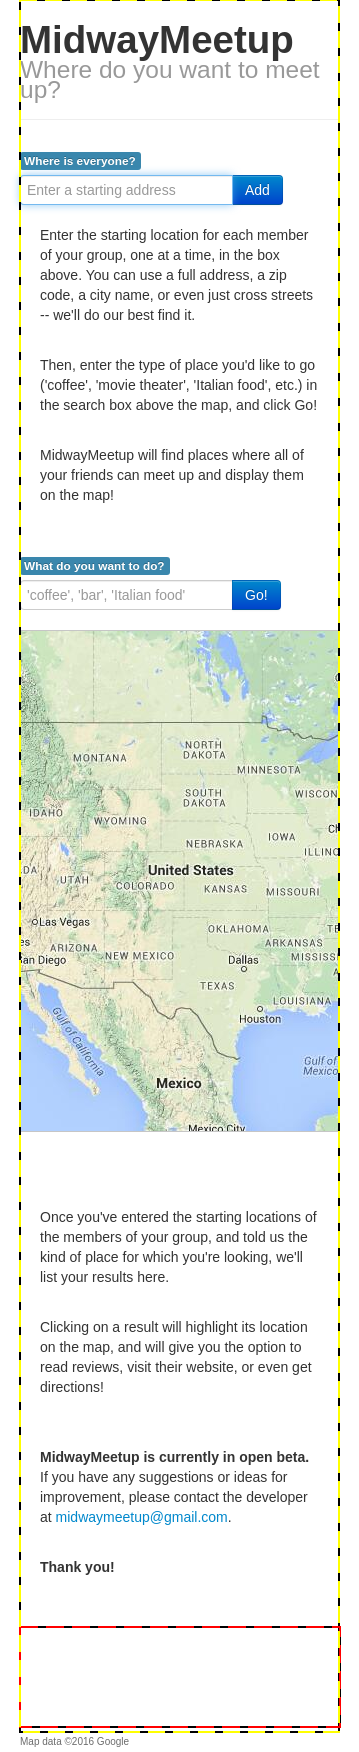 MidwayMeetup
Where do you want to meet
up?
Where is everyone?
Enter a starting address
Add
Enter the starting location for each member
of your group, one at a time, in the box
above. You can use a full address, a zip
code, a city name, or even just cross streets
-- we'll do our best find it.
Then, enter the type of place you'd like to go
('coffee', 'movie theater', 'Italian food', etc.) in
the search box above the map, and click Go!
MidwayMeetup will find places where all of
your friends can meet up and display them
on the map!
What do you want to do?
'coffee', 'bar', 'Italian food'
Go!
MONTANA
NORTH
DAKOTA
MINNESOTA
SOUTH
DAKOTA
WISCON
IDAHO
WYOMING
Ch
IOWA
NEBRASKA
ILLINO
United States
DA
UTAH
COLORADO
KANSAS
MISSOURI
Las Vegas
OKLAHOMA
TE
es
ARIZONA
NEW MEXICO
ARKANSAS
an Diego
Dallas
MISSISS
TEXAS
LOUISIANA
Houston
Gulf of
California
Gulf of
Mexico
Mexico
Mexico City
Once you've entered the starting locations of
the members of your group, and told us the
kind of place for which you're looking, we'll
list your results here.
Clicking on a result will highlight its location
on the map, and will give you the option to
read reviews, visit their website, or even get
directions!
MidwayMeetup is currently in open beta.
If you have any suggestions or ideas for
improvement, please contact the developer
at midwaymeetup@gmail.com.
Thank you!
Map data ©2016 Google